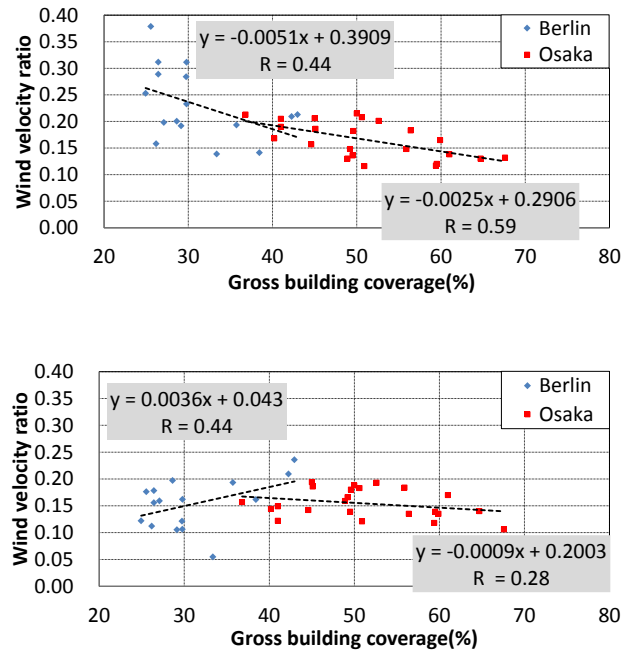 0.40
0.35
0.30
0.25
0.20
0.15
0.10
0.05
0.00
Wind velocity ratio
y = -0.0051x + 0.3909
R = 0.44
Berlin
Osaka
y = -0.0025x + 0.2906
R = 0.59
20 30 40 50 60 70 80
Gross building coverage(%)
0.40
0.35
0.30
0.25
0.20
0.15
0.10
0.05
0.00
Wind velocity ratio
y = 0.0036x + 0.043
R = 0.44
Berlin
Osaka
y = -0.0009x + 0.2003
R = 0.28
20 30 40 50 60 70 80
Gross building coverage(%)